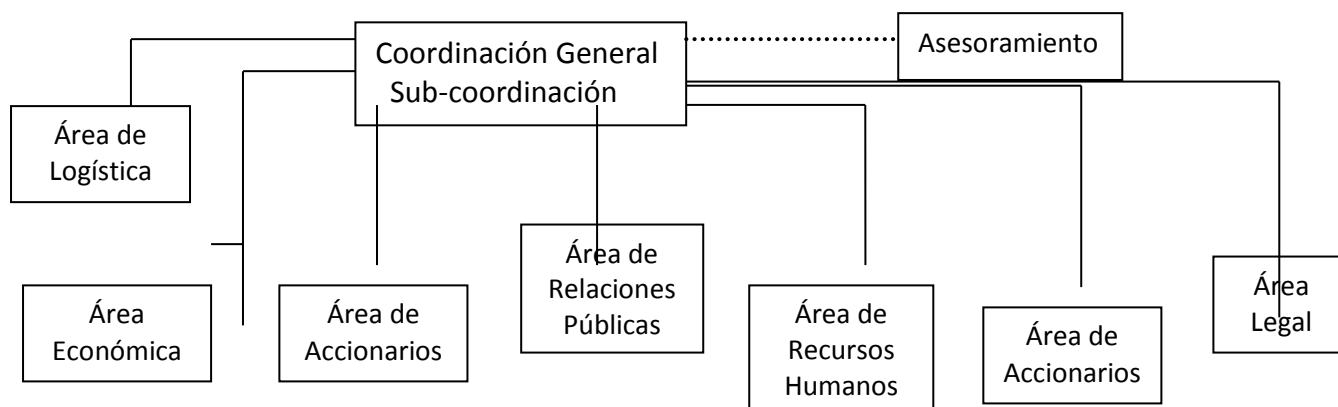 Coordinación General
Sub-coordinación
Asesoramiento
Área de
Logística
Área
Económica
Área de
Accionarios
Área de
Relaciones
Públicas
Área de
Recursos
Humanos
Área de
Accionarios
Área
Legal